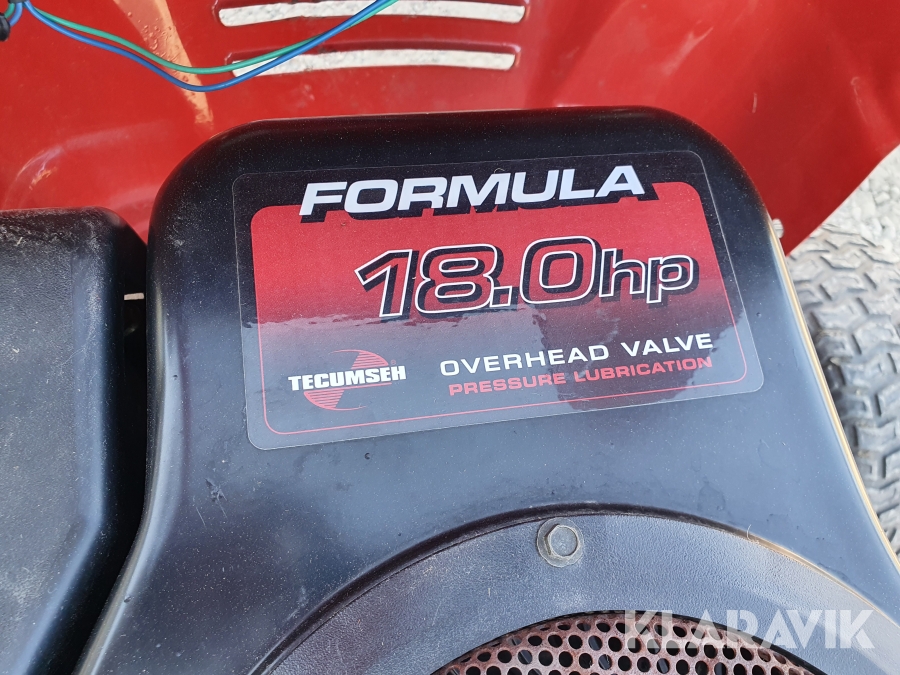 FORMULA
18.0hp
TECUMSEH®
OVERHEAD VALVE
PRESSURE LUBRICATION
KLARAVIK